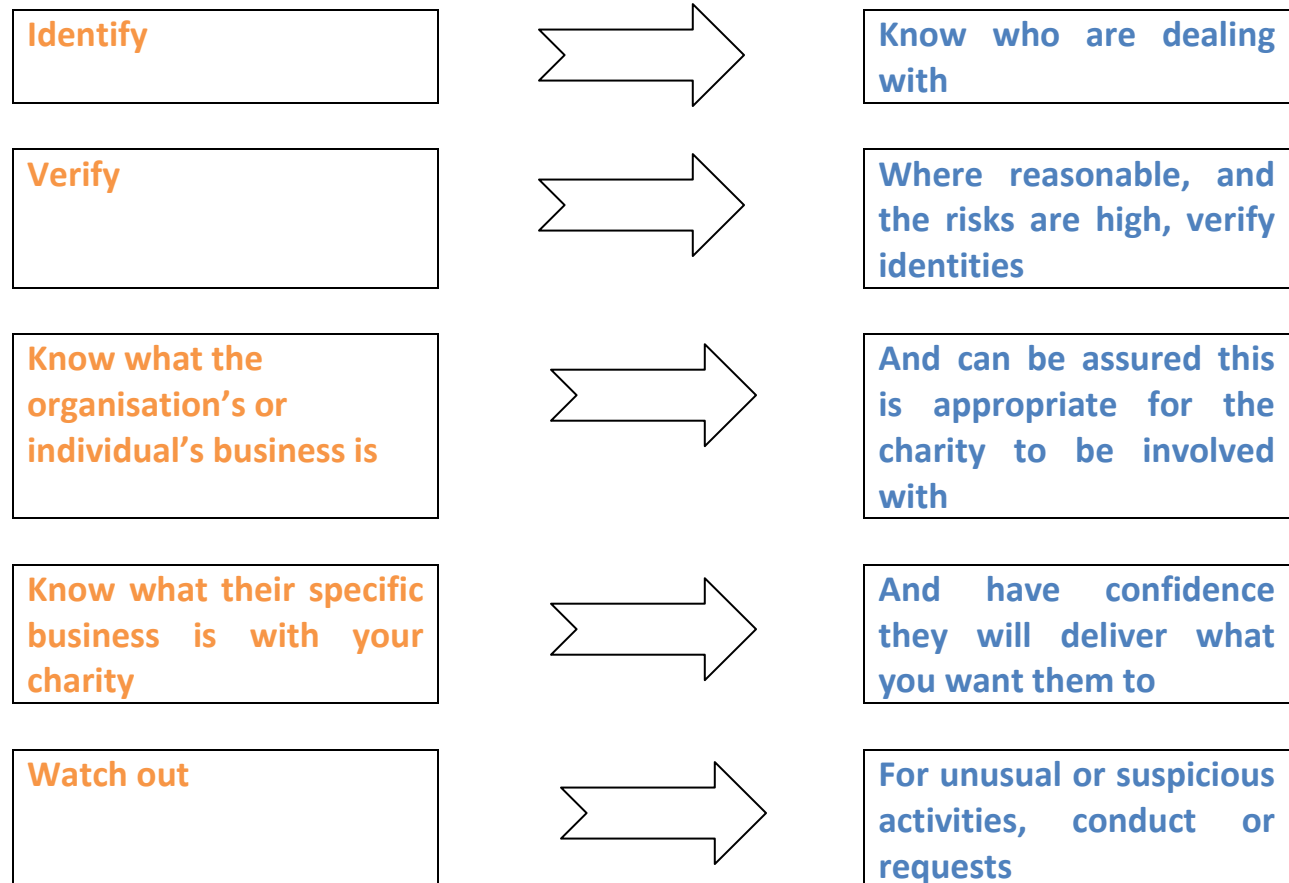 Identify
Know who are dealing
with
Verify
Where reasonable, and
the risks are high, verify
identities
Know what the
organisation’s or
individual’s business is
And can be assured this
is appropriate for the
charity to be involved
with
Know what their specific
business is with your
charity
And have confidence
they will deliver what
you want them to
Watch out
For unusual or suspicious
activities, conduct or
requests